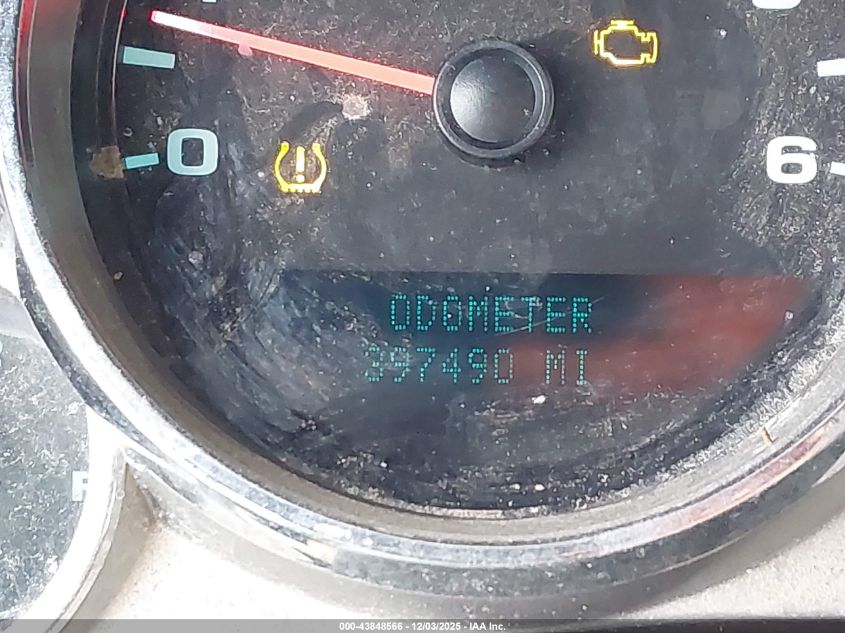 0
6
ODOMETER
397490 MI
000-43848566 - 12/03/2025 - IAA Inc.